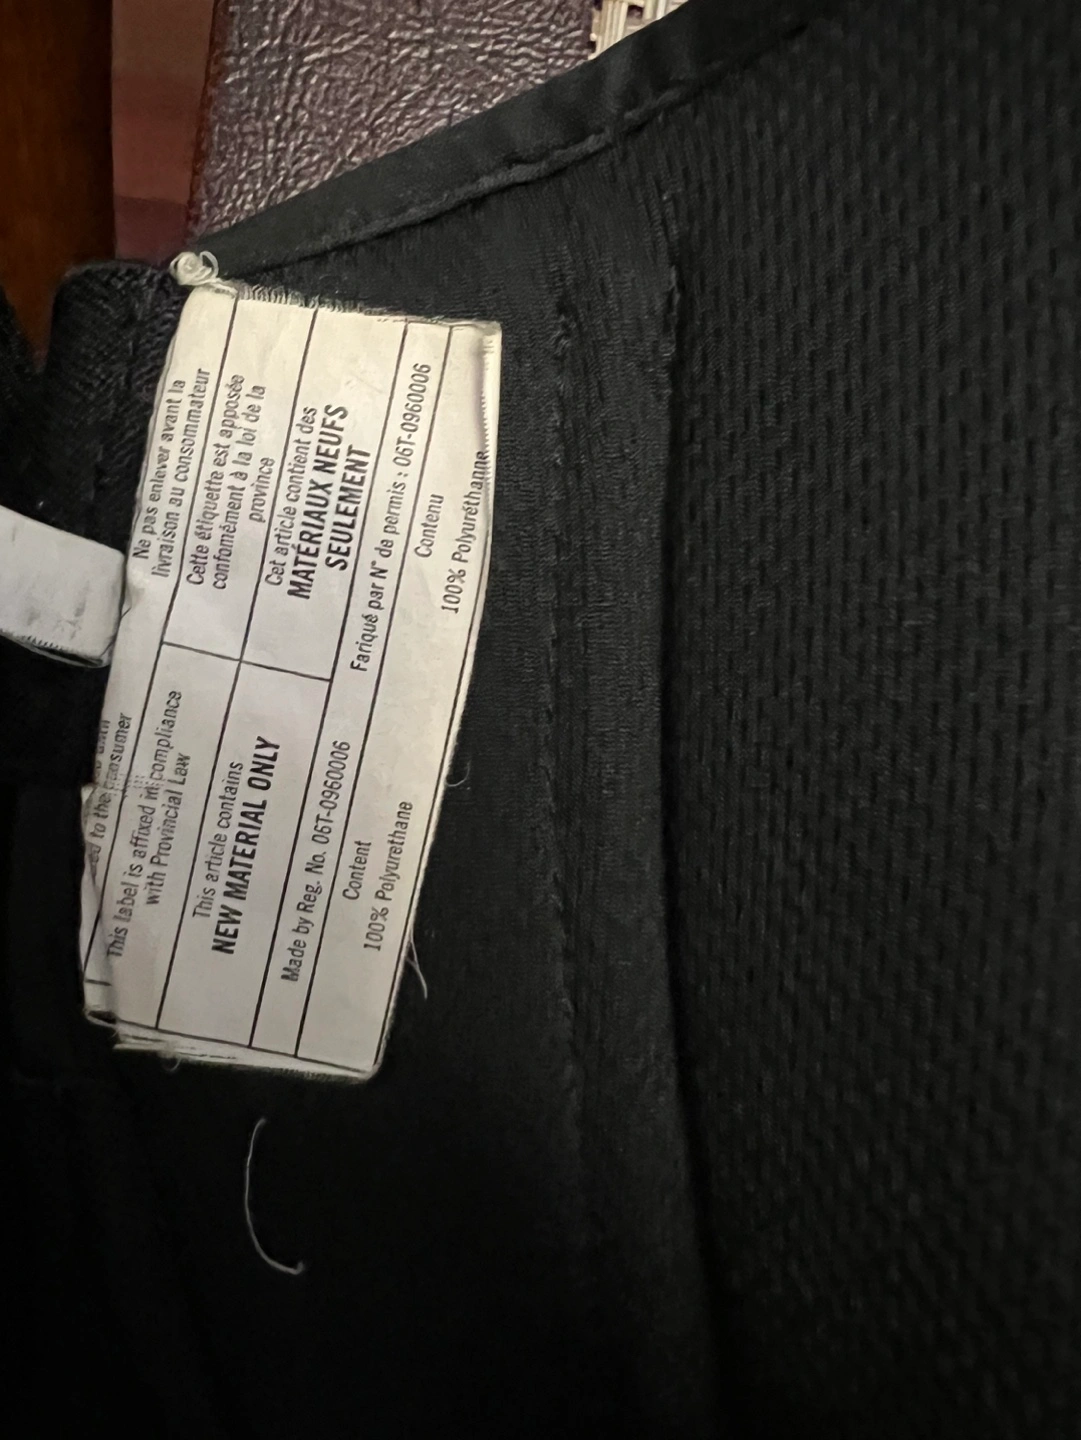 to the consumer
This label is affixed in compliance
with Provincial Law
This article contains
NEW MATERIAL ONLY
Made by Reg. No. 06T-0960006
Content
100% Polyurethane
Ne pas enlever avant la
livraison au consommateur
Cette étiquette est apposée
confomément à la loi de la
province
Cet article contient des
MATÉRIAUX NEUFS
SEULEMENT
Fariqué par N° de permis : 06T-0960006
Contenu
100% Polyuréthanne